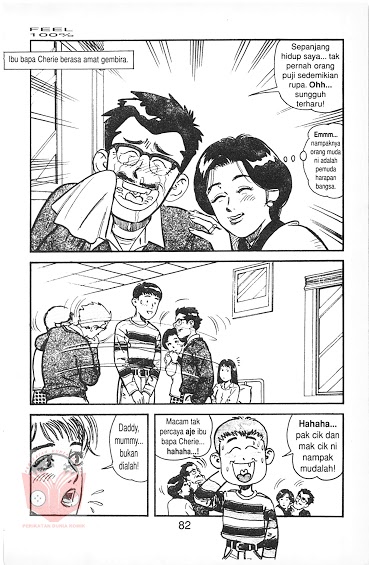 FEEL
100%
Ibu bapa Cherie berasa amat gembira.
Sepanjang
hidup saya... tak
pernah orang
puji sedemikian
rupa. Ohh...
sungguh
terharu!
Emmm...
nampaknya
orang muda
ni adalah
pemuda
harapan
bangsa.
Daddy,
mummy...
bukan
dialah!
Macam tak
percaya aje ibu
bapa Cherie...
hahaha...!
Hahaha...
pak cik dan
mak cik ni
nampak
mudalah!
82